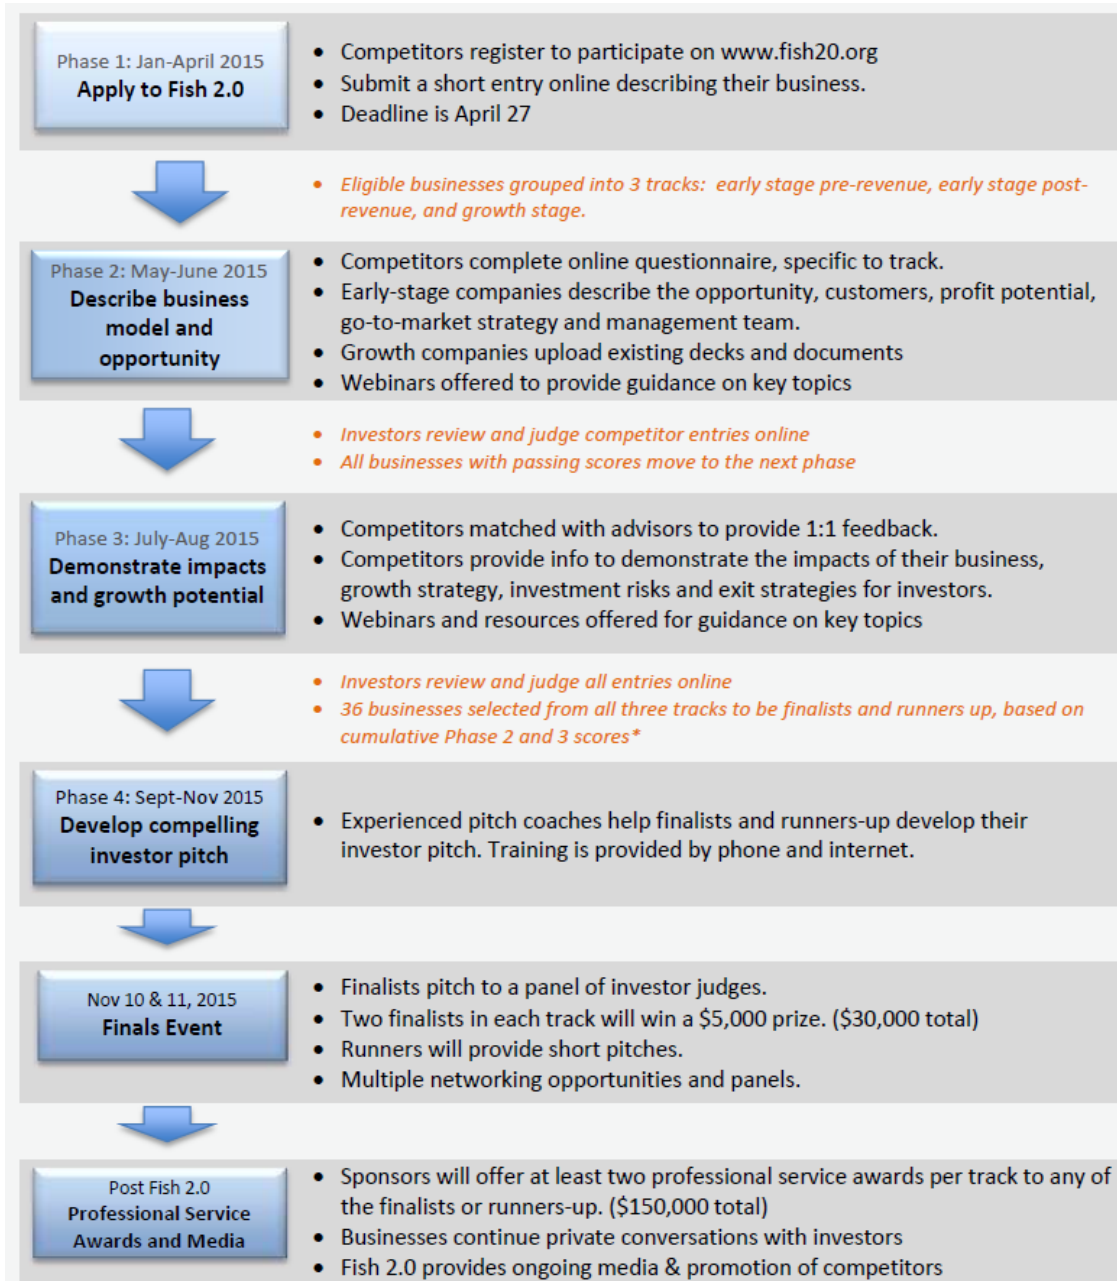 Phase 1: Jan-April 2015
Apply to Fish 2.0
• Competitors register to participate on www.fish20.org
• Submit a short entry online describing their business.
• Deadline is April 27
• Eligible businesses grouped into 3 tracks: early stage pre-revenue, early stage post-
revenue, and growth stage.
Phase 2: May-June 2015
Describe business
model and
opportunity
• Competitors complete online questionnaire, specific to track.
• Early-stage companies describe the opportunity, customers, profit potential,
go-to-market strategy and management team.
• Growth companies upload existing decks and documents
• Webinars offered to provide guidance on key topics
• Investors review and judge competitor entries online
• All businesses with passing scores move to the next phase
Phase 3: July-Aug 2015
Demonstrate impacts
and growth potential
• Competitors matched with advisors to provide 1:1 feedback.
• Competitors provide info to demonstrate the impacts of their business,
growth strategy, investment risks and exit strategies for investors.
• Webinars and resources offered for guidance on key topics
• Investors review and judge all entries online
• 36 businesses selected from all three tracks to be finalists and runners up, based on
cumulative Phase 2 and 3 scores*
Phase 4: Sept-Nov 2015
Develop compelling
investor pitch
• Experienced pitch coaches help finalists and runners-up develop their
investor pitch. Training is provided by phone and internet.
Nov 10 & 11, 2015
Finals Event
• Finalists pitch to a panel of investor judges.
• Two finalists in each track will win a $5,000 prize. ($30,000 total)
• Runners will provide short pitches.
• Multiple networking opportunities and panels.
Post Fish 2.0
Professional Service
Awards and Media
• Sponsors will offer at least two professional service awards per track to any of
the finalists or runners-up. ($150,000 total)
• Businesses continue private conversations with investors
• Fish 2.0 provides ongoing media & promotion of competitors